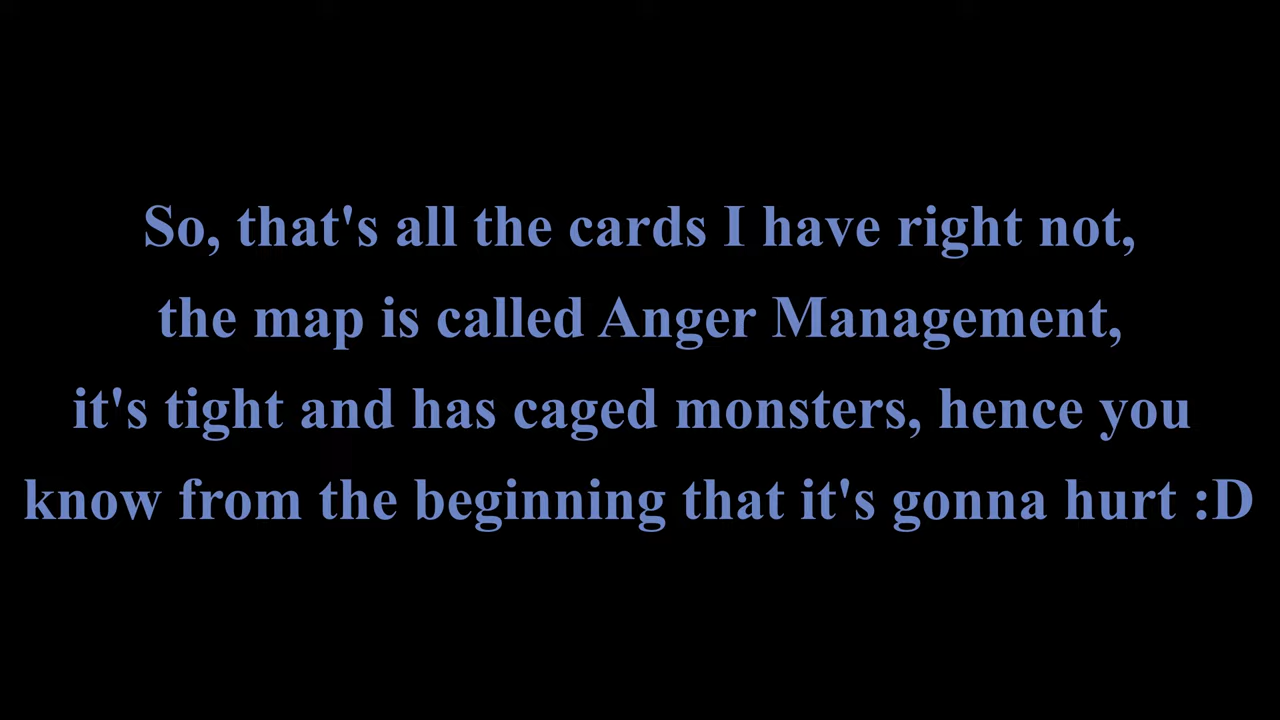 So, that's all the cards I have right not,
the map is called Anger Management,
it's tight and has caged monsters, hence you
know from the beginning that it's gonna hurt :D